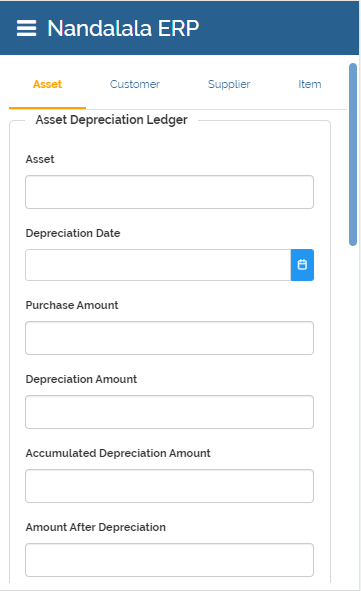 Nandalala ERP
Asset Customer Supplier Item
Asset Depreciation Ledger
Asset
Depreciation Date
Purchase Amount
Depreciation Amount
Accumulated Depreciation Amount
Amount After Depreciation